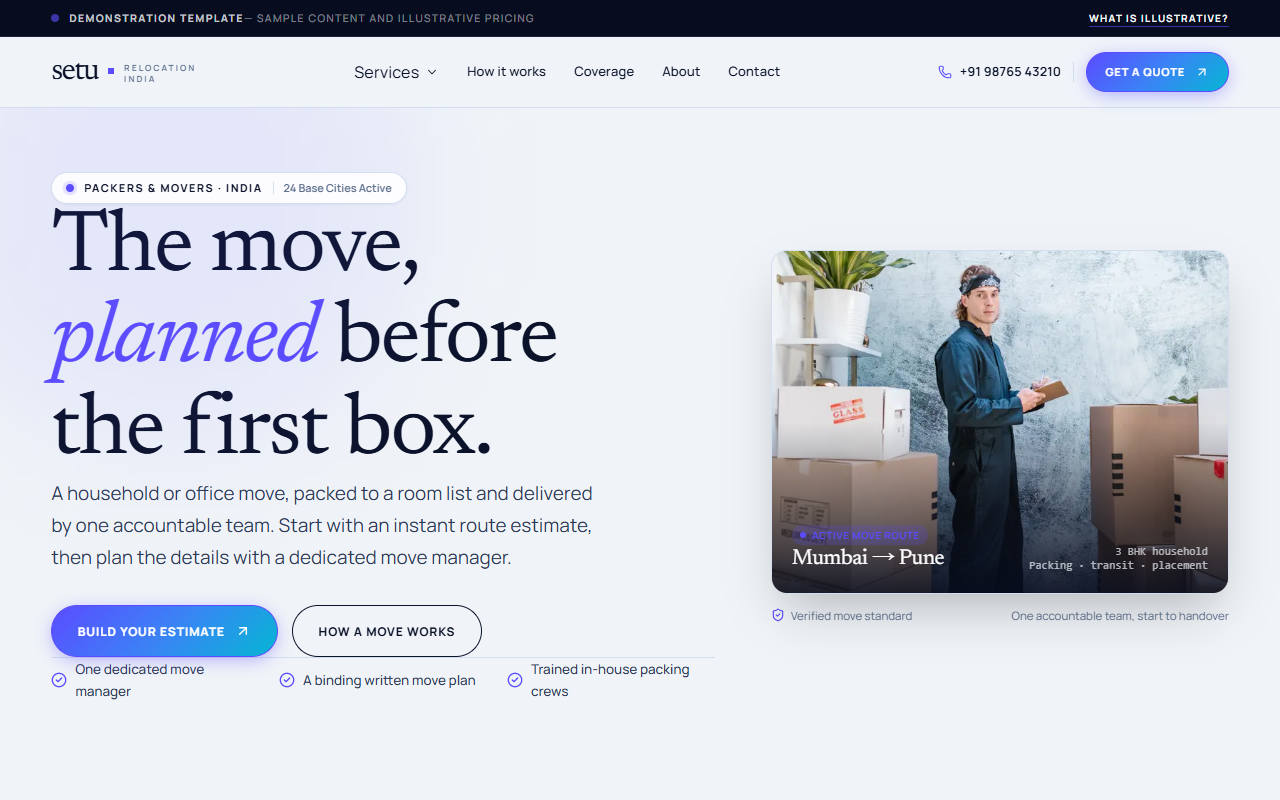 DEMONSTRATION TEMPLATE — SAMPLE CONTENT AND ILLUSTRATIVE PRICING
WHAT IS ILLUSTRATIVE?
setu
RELOCATION
INDIA
Services
How it works
Coverage
About
Contact
+91 98765 43210
GET A QUOTE
PACKERS & MOVERS · INDIA
24 Base Cities Active
The move,
planned before
the first box.
A household or office move, packed to a room list and delivered
by one accountable team. Start with an instant route estimate,
then plan the details with a dedicated move manager.
BUILD YOUR ESTIMATE
HOW A MOVE WORKS
One dedicated move
manager
A binding written move plan
Trained in-house packing
crews
GLASS
ACTIVE MOVE ROUTE
Mumbai → Pune
3 BHK household
Packing · transit · placement
Verified move standard
One accountable team, start to handover